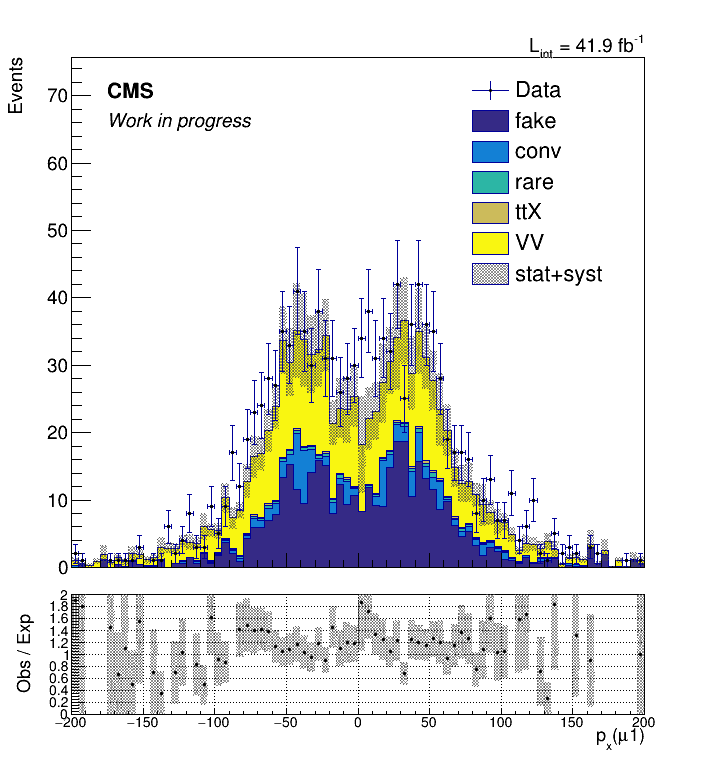 L_int = 41.9 fb⁻¹
Events
CMS
Work in progress
Data
fake
conv
rare
ttX
VV
stat+syst
70
60
50
40
30
20
10
0
Obs / Exp
2
1.8
1.6
1.4
1.2
1
0.8
0.6
0.4
0.2
0
−200 −150 −100 −50 0 50 100 150 200
p_x(μ1)